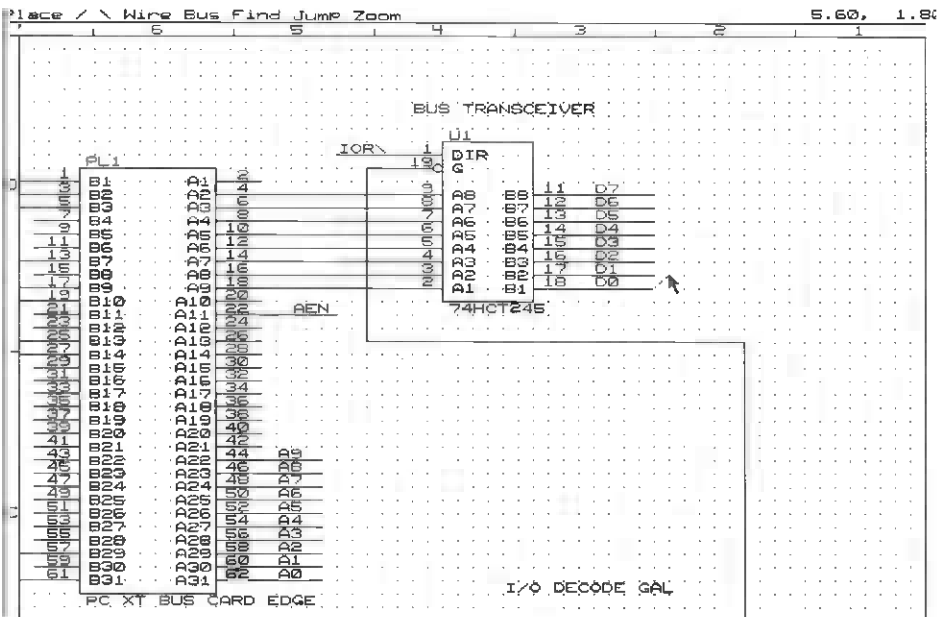 Place / \ Wire Bus Find Jump Zoom 5.60, 1.80
6 5 4 3 2 1
BUS TRANSCEIVER
U1
IOR\ 1 DIR
19 G
9 A8 B8 11 D7
8 A7 B7 12 D6
7 A6 B6 13 D5
6 A5 B5 14 D4
5 A4 B4 15 D3
4 A3 B3 16 D2
3 A2 B2 17 D1
2 A1 B1 18 D0
74HCT245
PL1
1 B1 A1 2
3 B2 A2 4
5 B3 A3 6
7 B4 A4 8
9 B5 A5 10
11 B6 A6 12
13 B7 A7 14
15 B8 A8 16
17 B9 A9 18
19 B10 A10 20
21 B11 A11 22 AEN
23 B12 A12 24
25 B13 A13 26
27 B14 A14 28
29 B15 A15 30
31 B16 A16 32
33 B17 A17 34
35 B18 A18 36
37 B19 A19 38
39 B20 A20 40
41 B21 A21 42
43 B22 A22 44 A9
45 B23 A23 46 A8
47 B24 A24 48 A7
49 B25 A25 50 A6
51 B26 A26 52 A5
53 B27 A27 54 A4
55 B28 A28 56 A3
57 B29 A29 58 A2
59 B30 A30 60 A1
61 B31 A31 62 A0
PC XT BUS CARD EDGE
I/O DECODE GAL